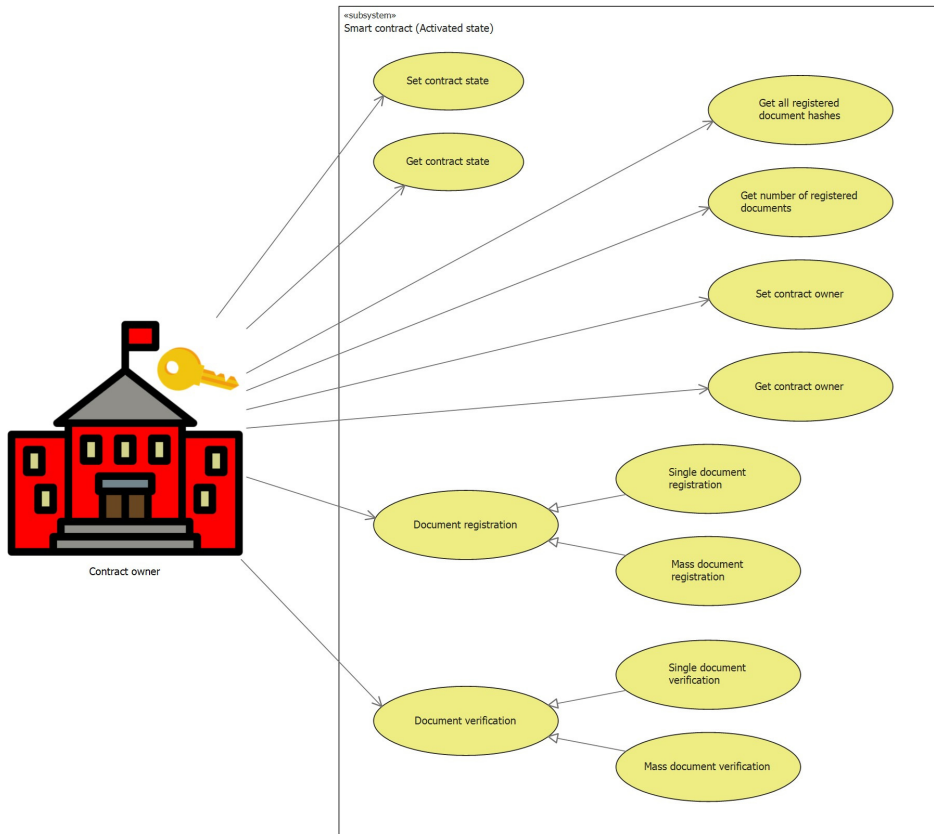 «subsystem»
Smart contract (Activated state)
Set contract state
Get all registered
document hashes
Get contract state
Get number of registered
documents
Set contract owner
Get contract owner
Single document
registration
Document registration
Mass document
registration
Contract owner
Single document
verification
Document verification
Mass document verification